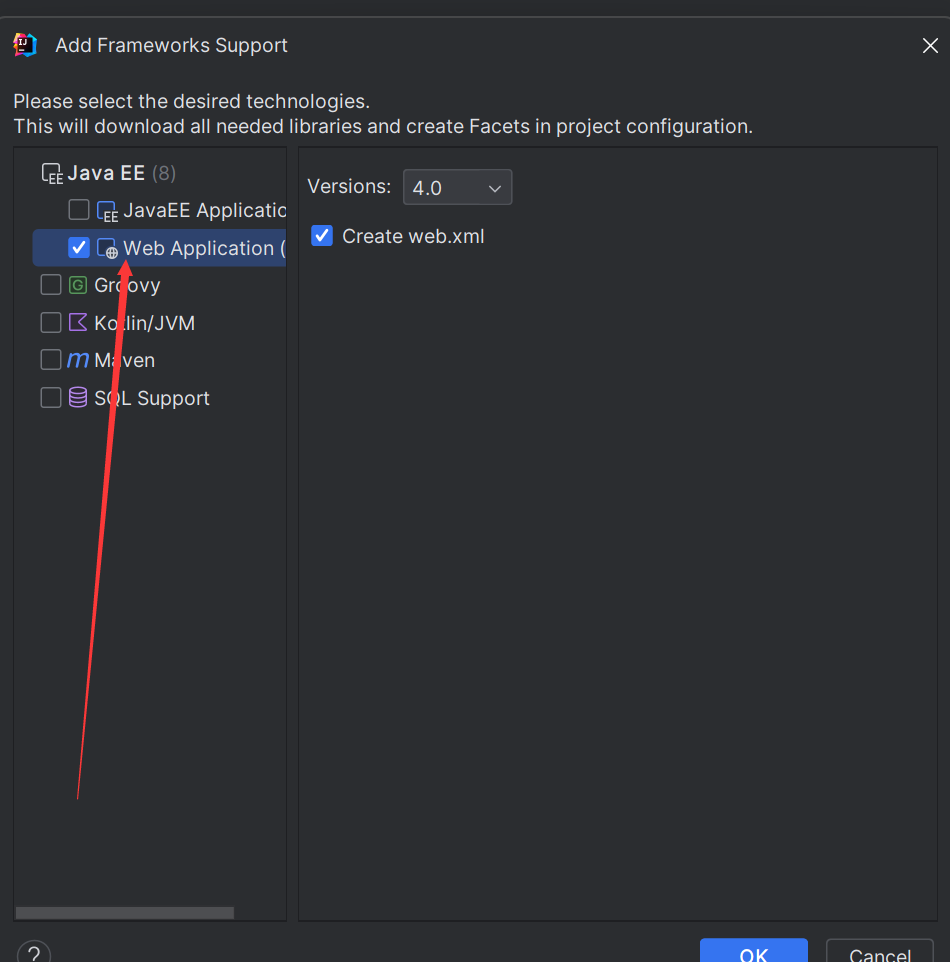 Add Frameworks Support
Please select the desired technologies.
This will download all needed libraries and create Facets in project configuration.
Java EE (8)
JavaEE Applicatio
Web Application (
Groovy
Kotlin/JVM
Maven
SQL Support
Versions: 4.0
Create web.xml
?
OK
Cancel